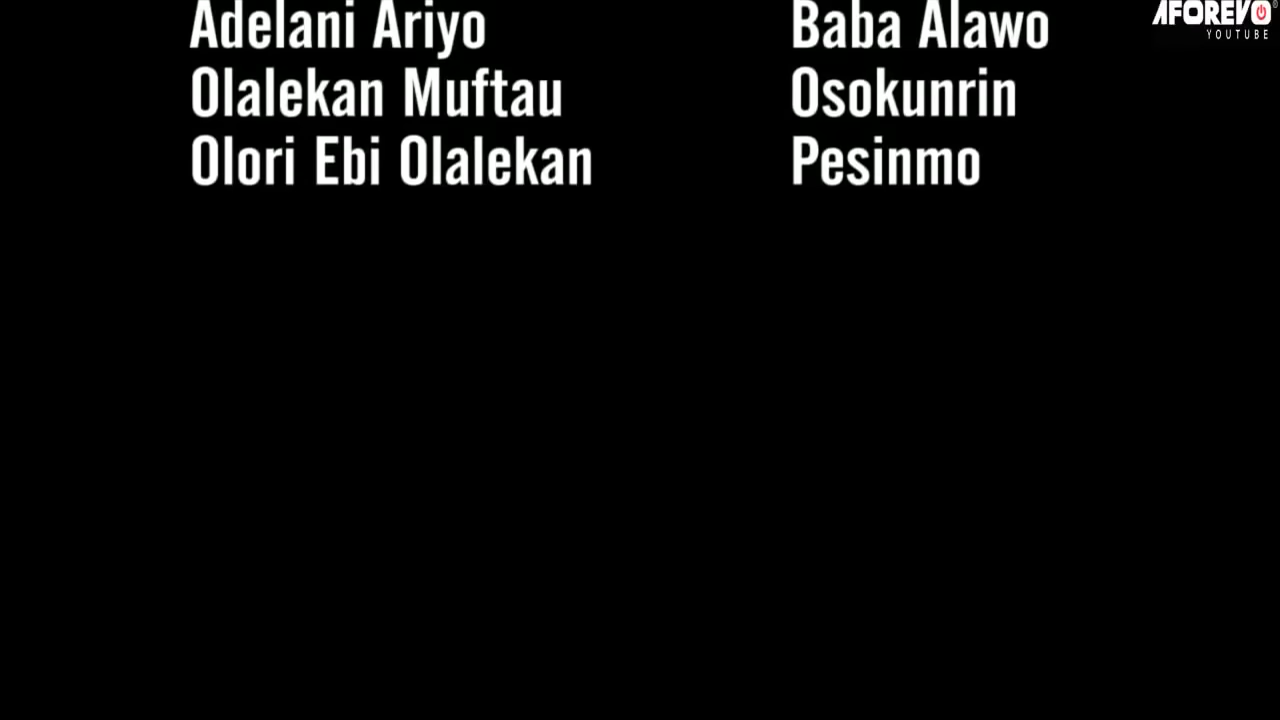 Adelani Ariyo Baba Alawo
Olalekan Muftau Osokunrin
Olori Ebi Olalekan Pesinmo
AFOREVO
YOUTUBE